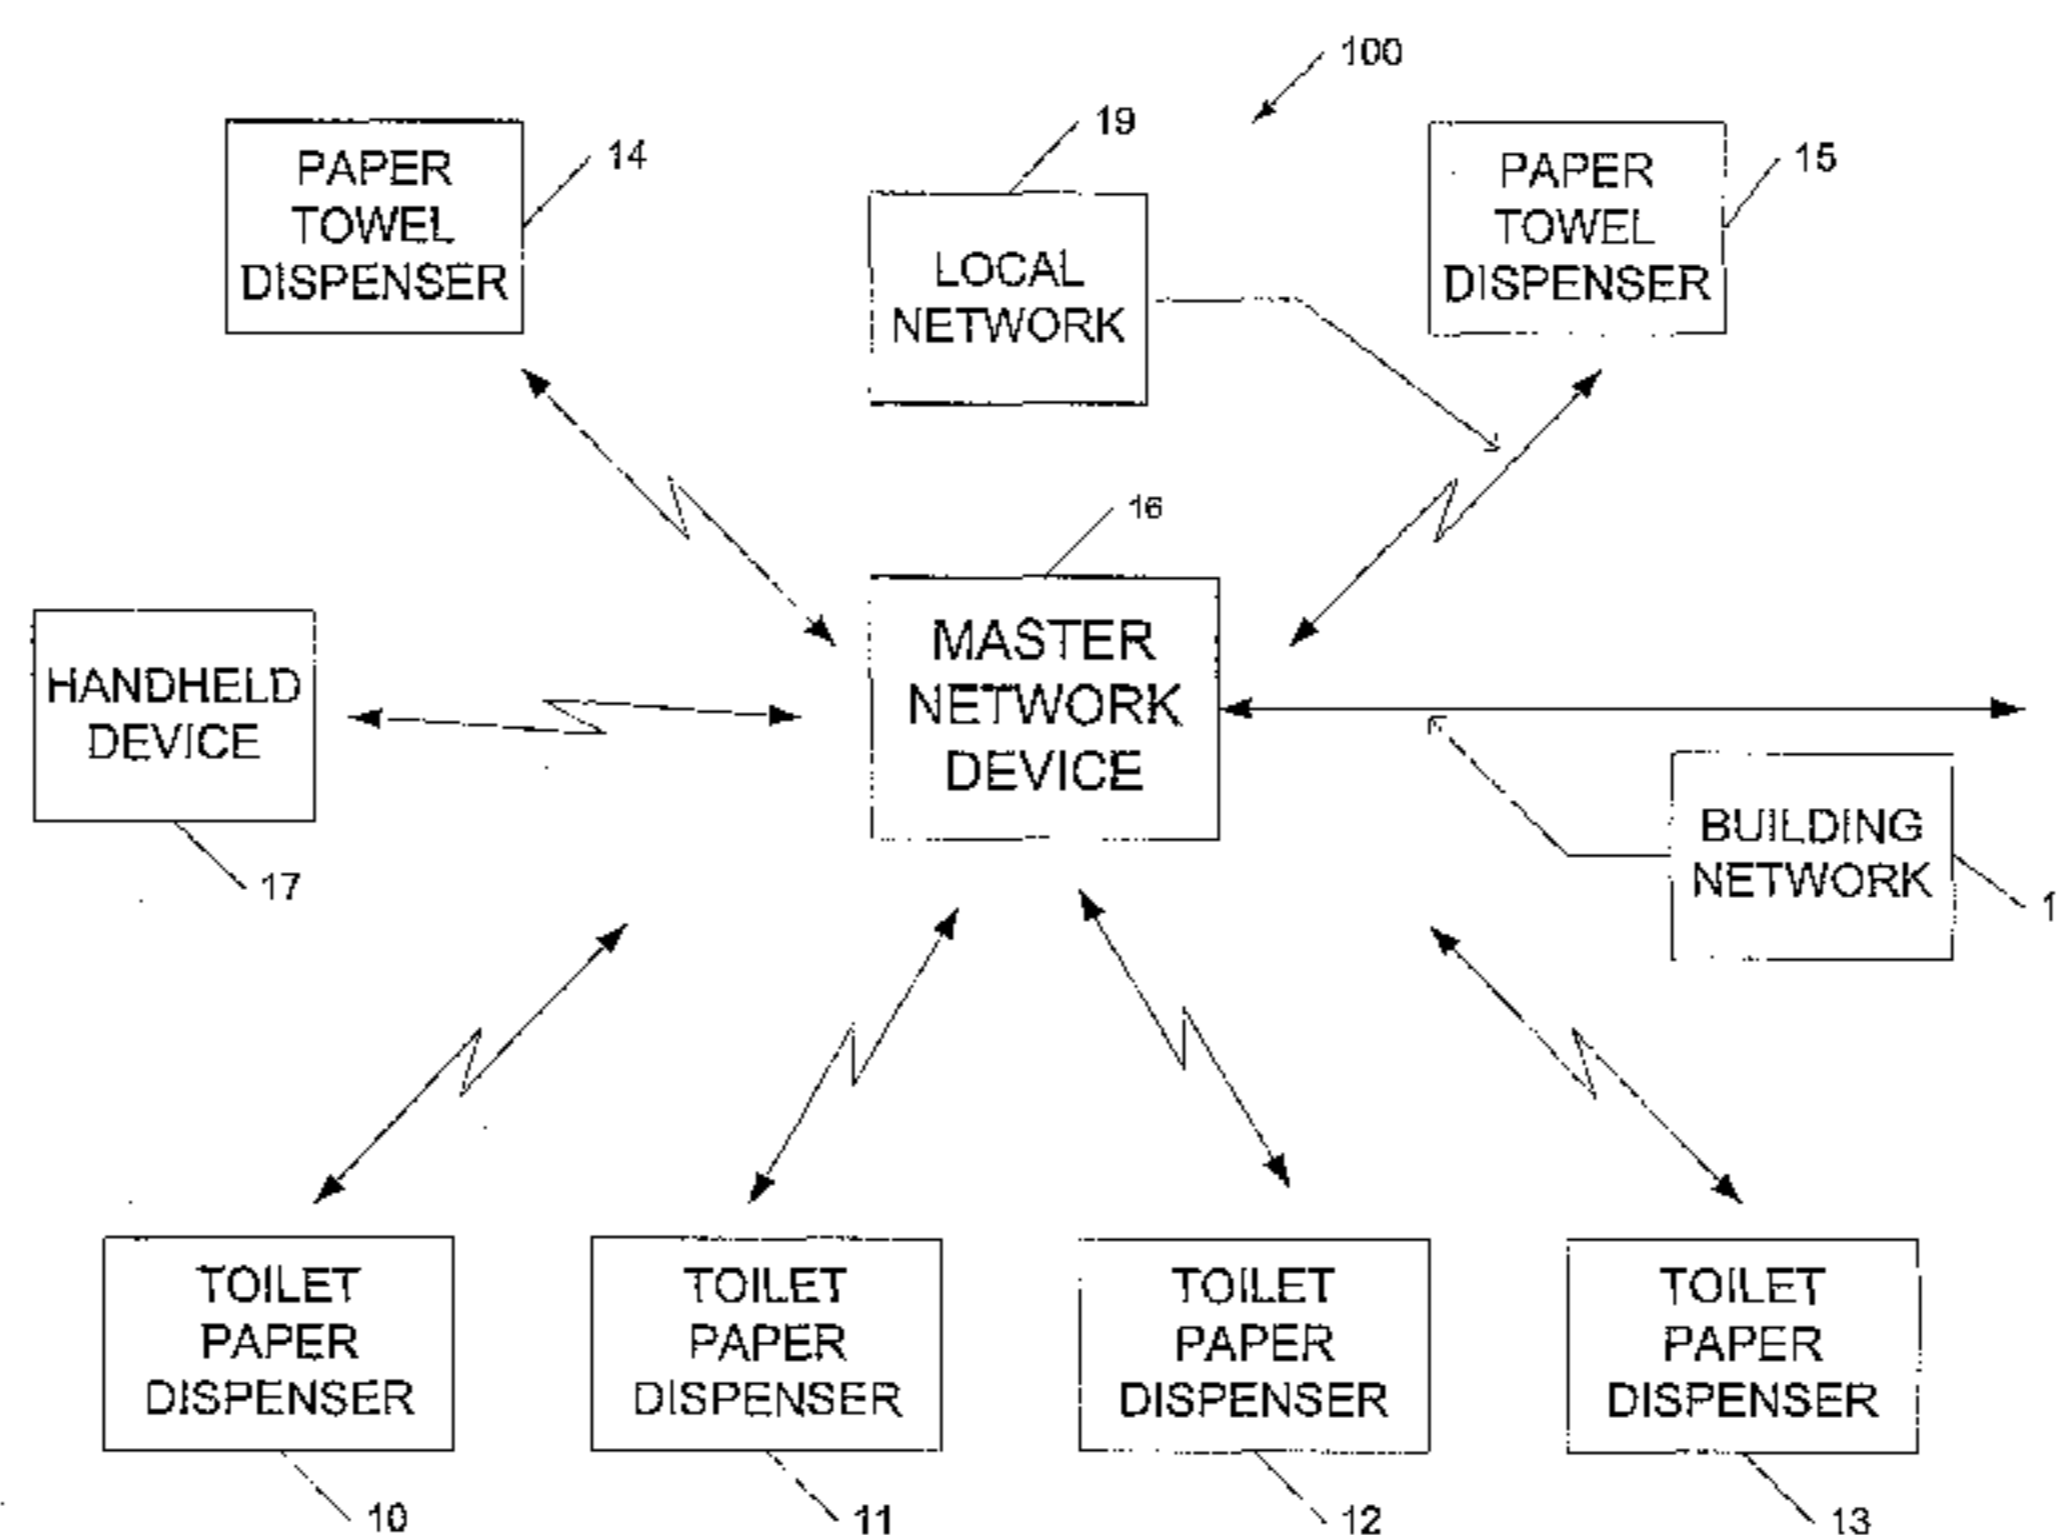 100
19
14
15
PAPER
TOWEL
DISPENSER
LOCAL
NETWORK
PAPER
TOWEL
DISPENSER
16
MASTER
NETWORK
DEVICE
HANDHELD
DEVICE
17
BUILDING
NETWORK
1
TOILET
PAPER
DISPENSER
TOILET
PAPER
DISPENSER
TOILET
PAPER
DISPENSER
TOILET
PAPER
DISPENSER
10
11
12
13